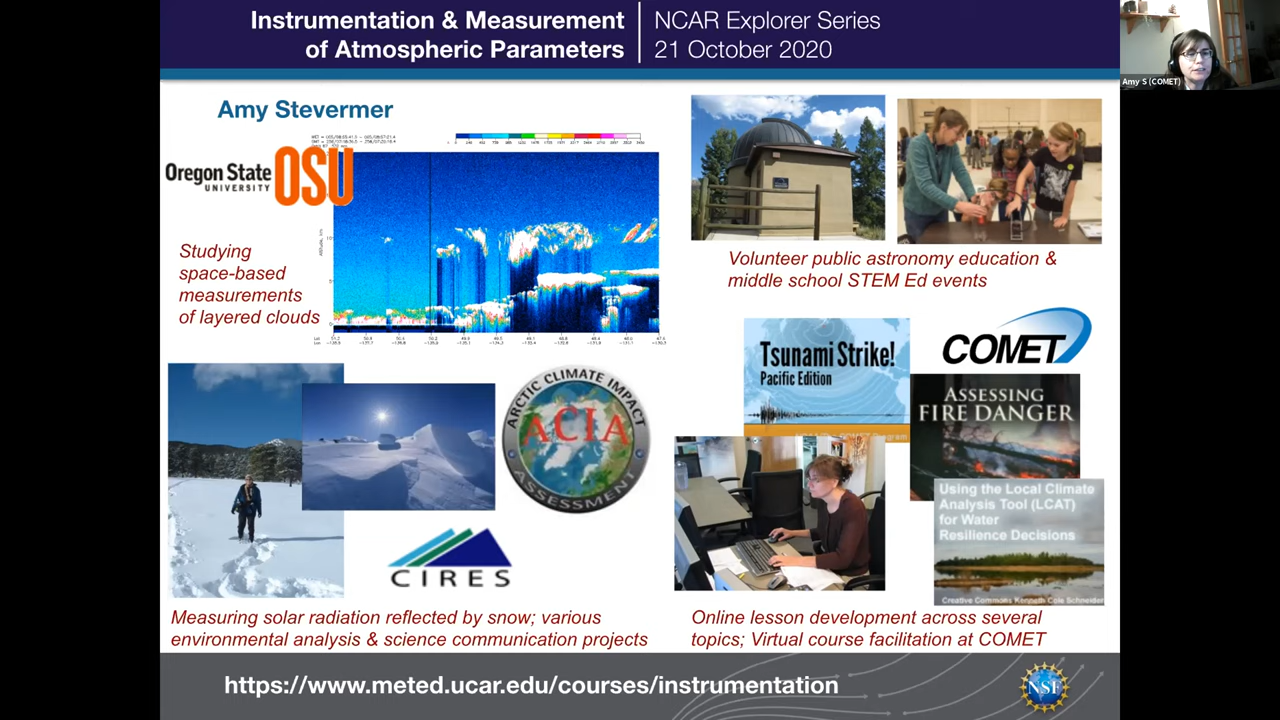 Instrumentation & Measurement
of Atmospheric Parameters
NCAR Explorer Series
21 October 2020
Amy S (COMET)
Amy Stevermer
Oregon State
UNIVERSITY
OSU
Studying
space-based
measurements
of layered clouds
Volunteer public astronomy education &
middle school STEM Ed events
ARCTIC CLIMATE IMPACT
ACIA
ASSESSMENT
CIRES
Measuring solar radiation reflected by snow; various
environmental analysis & science communication projects
Tsunami Strike!
Pacific Edition
COMET
ASSESSING
FIRE DANGER
Using the Local Climate
Analysis Tool (LCAT)
for Water
Resilience Decisions
Creative Commons Kenneth Cole Schneider
Online lesson development across several
topics; Virtual course facilitation at COMET
https://www.meted.ucar.edu/courses/instrumentation
NSF